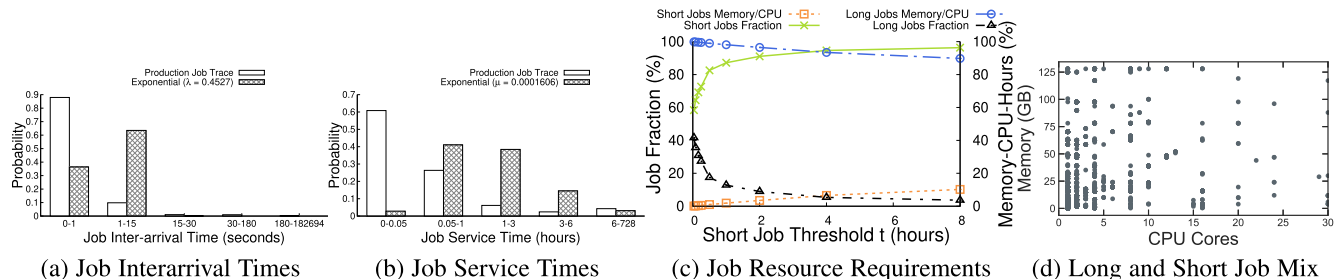 Production Job Trace
Exponential (λ = 0.4527)
Probability
0.9
0.8
0.7
0.6
0.5
0.4
0.3
0.2
0.1
0
0-1
1-15
15-30
30-180
180-182694
Job Inter-arrival Time (seconds)
(a) Job Interarrival Times
Production Job Trace
Exponential (μ = 0.0001606)
Probability
0.7
0.6
0.5
0.4
0.3
0.2
0.1
0
0-0.05
0.05-1
1-3
3-6
6-728
Job Service Time (hours)
(b) Job Service Times
Short Jobs Memory/CPU
Short Jobs Fraction
Long Jobs Memory/CPU
Long Jobs Fraction
Job Fraction (%)
100
80
60
40
20
0
0
2
4
6
8
Short Job Threshold t (hours)
100
80
60
40
20
0
Memory-CPU-Hours (%)
(c) Job Resource Requirements
Memory (GB)
125
100
75
50
25
0
0
5
10
15
20
25
30
CPU Cores
(d) Long and Short Job Mix